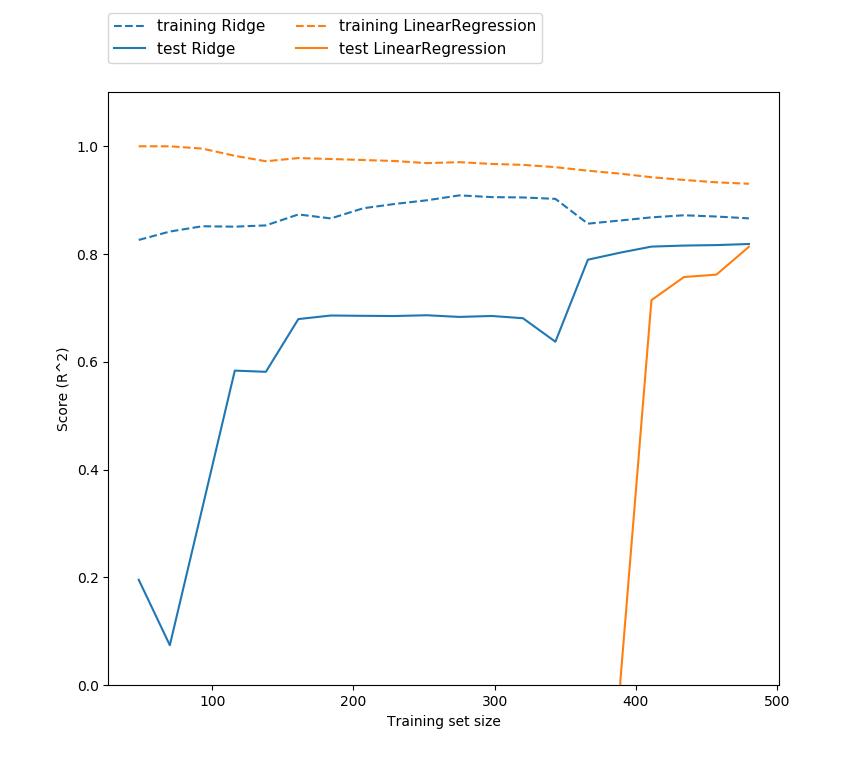 training Ridge
test Ridge
training LinearRegression
test LinearRegression
1.0
0.8
0.6
0.4
0.2
0.0
Score (R^2)
100
200
300
400
500
Training set size